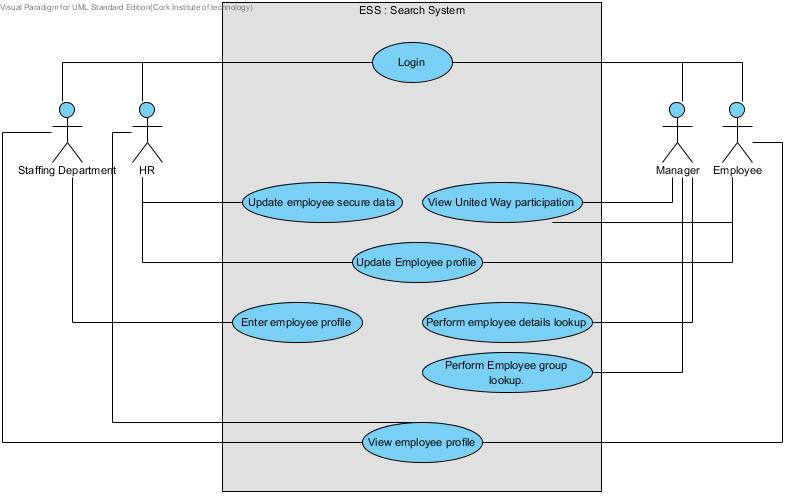 Visual Paradigm for UML Standard Edition(Cork Institute of technology)
ESS : Search System
Login
Staffing Department
HR
Manager
Employee
Update employee secure data
View United Way participation
Update Employee profile
Enter employee profile
Perform employee details lookup
Perform Employee group
lookup.
View employee profile